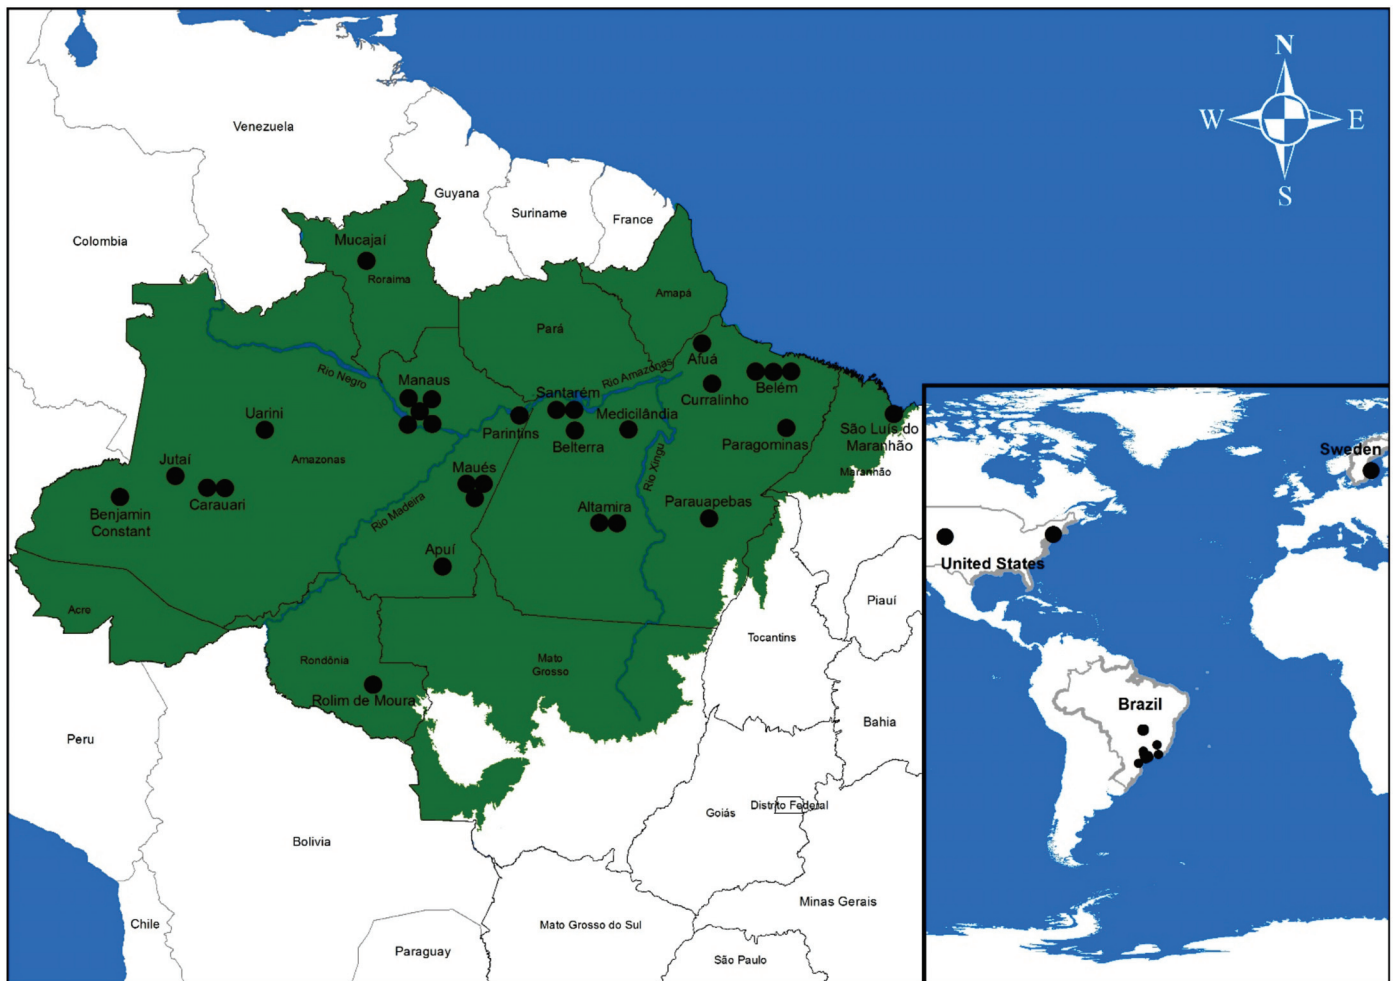 N
W
E
S
Venezuela
Guyana
Suriname
France
Colombia
Mucajaí
Roraima
Amapá
Pará
Afuá
Rio Amazonas
Rio Negro
Manaus
Santarém
Curralinho
Belém
Uarini
Parintins
Medicilândia
Belterra
Paragominas
São Luís do
Maranhão
Maranhão
Jutaí
Amazonas
Maués
Rio Xingu
Carauari
Benjamin
Constant
Rio Madeira
Altamira
Parauapebas
Apuí
Acre
Piauí
Tocantins
Rondônia
Mato
Grosso
Rolim de Moura
Bahia
Peru
Goiás
Distrito Federal
Bolivia
Minas Gerais
Chile
Mato Grosso do Sul
Paraguay
São Paulo
Sweden
United States
Brazil